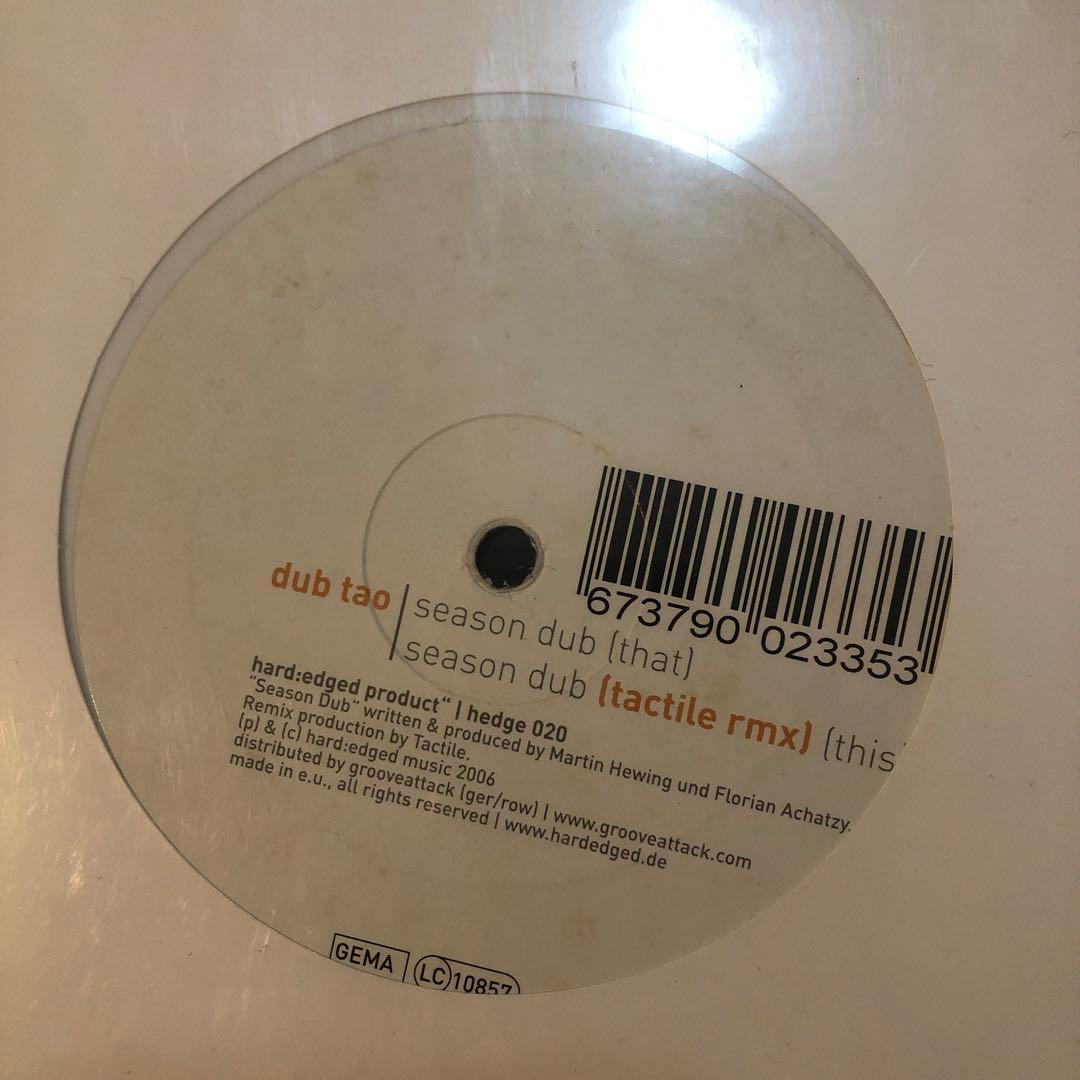 673790 023353
dub tao | season dub (that)
season dub (tactile rmx) (this
hard:edged product“ | hedge 020
“Season Dub“ written & produced by Martin Hewing und Florian Achatzy.
Remix production by Tactile.
(p) & (c) hard:edged music 2006
distributed by grooveattack (ger/row) | www.grooveattack.com
made in e.u., all rights reserved | www.hardedged.de
GEMA LC 10857